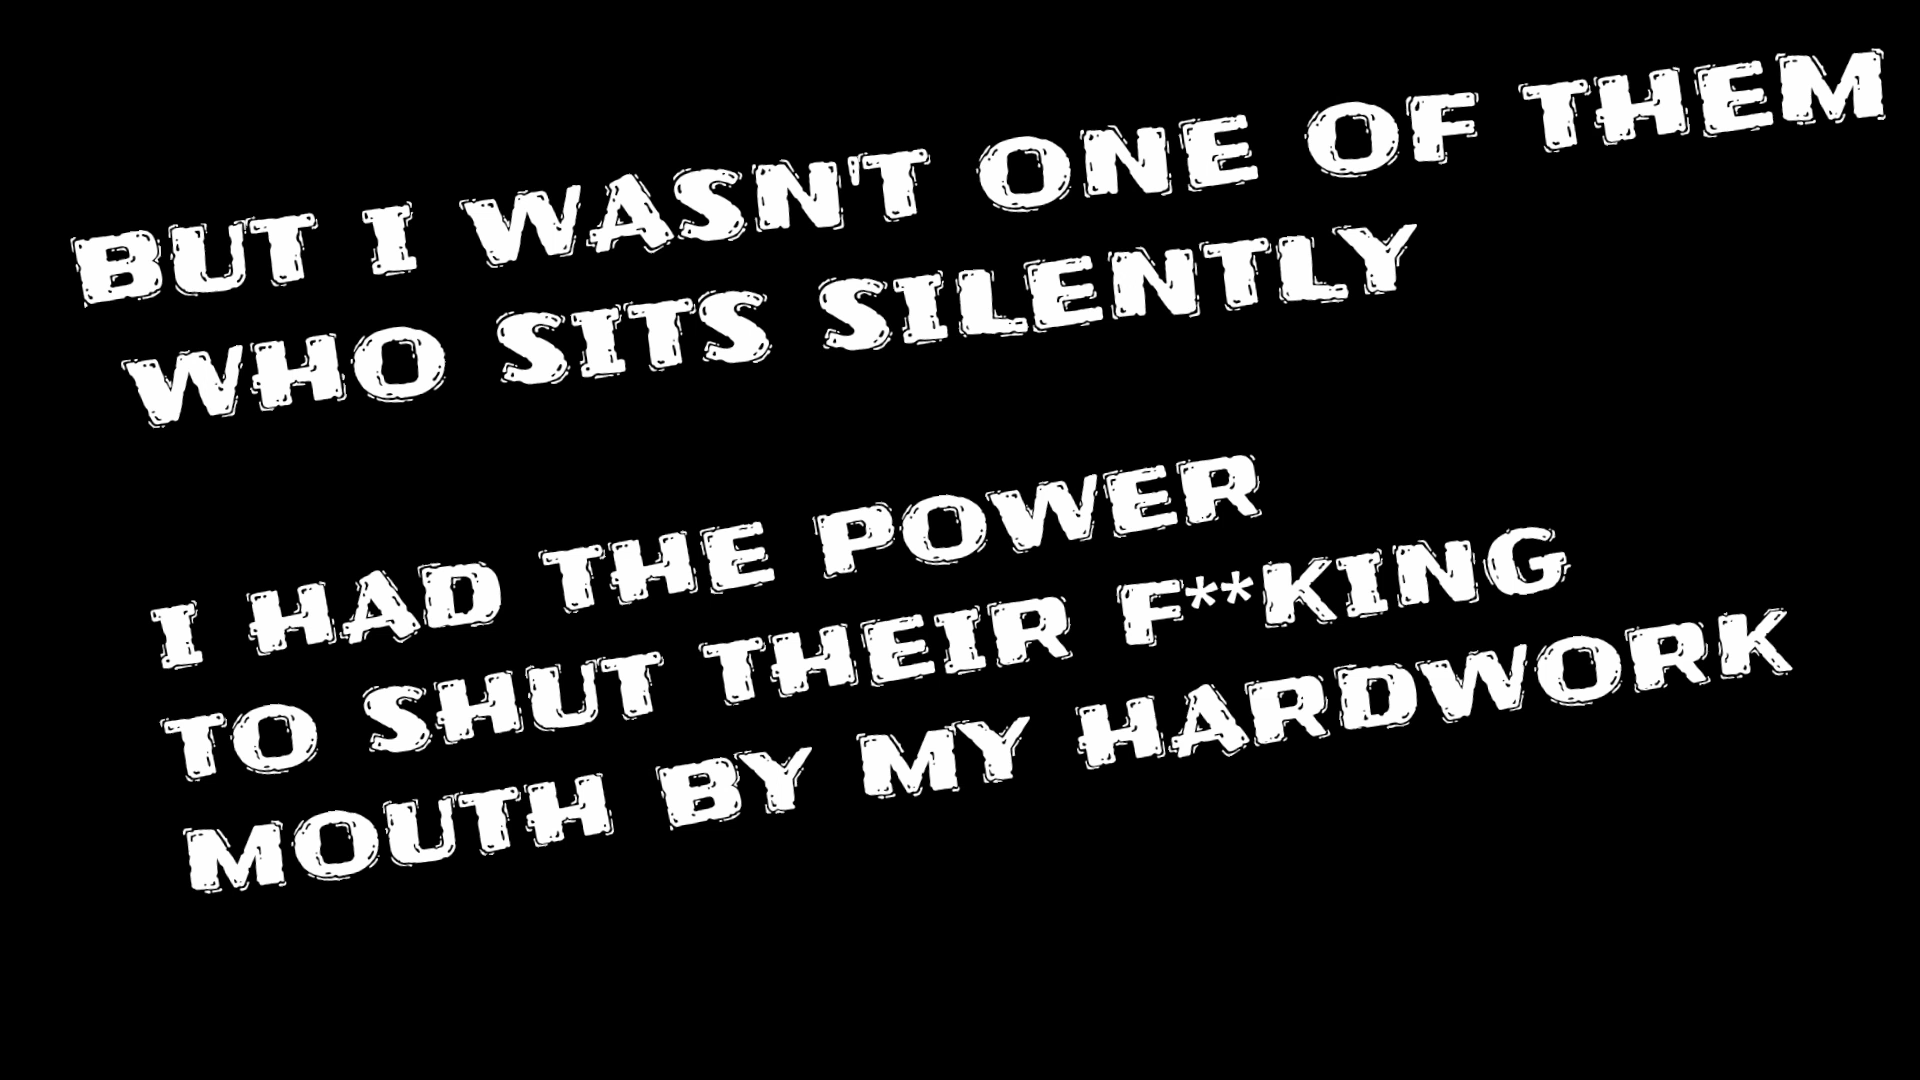 BUT I WASN'T ONE OF THEM
WHO SITS SILENTLY
I HAD THE POWER
TO SHUT THEIR F**KING
MOUTH BY MY HARDWORK